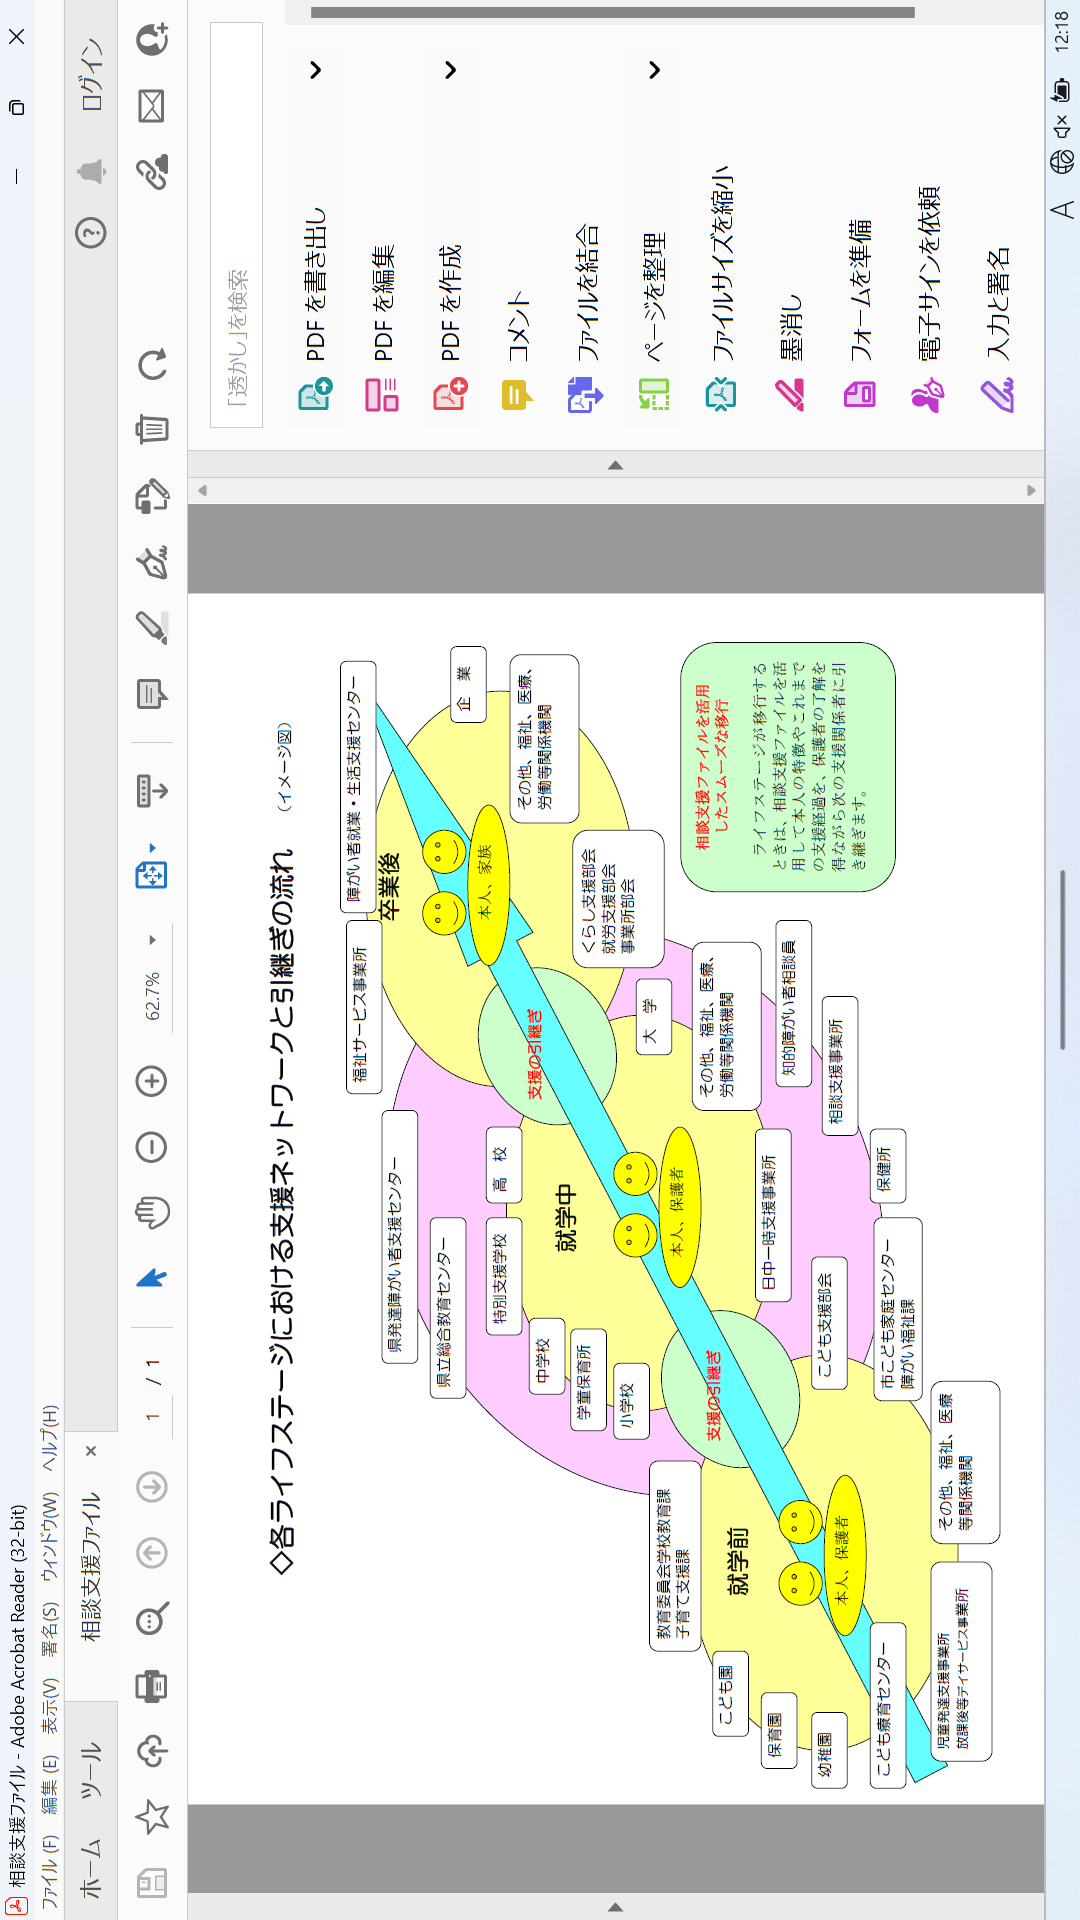 相談支援ファイル - Adobe Acrobat Reader (32-bit)
ファイル(F) 編集(E) 表示(V) 署名(S) ウィンドウ(W) ヘルプ(H)
ホーム ツール 相談支援ファイル × ログイン
1 / 1 62.7%
◇各ライフステージにおける支援ネットワークと引継ぎの流れ （イメージ図）
障がい者就業・生活支援センター
福祉サービス事業所
卒業後
企　業
その他、福祉、医療、
労働等関係機関
本人、家族
くらし支援部会
就労支援部会
事業所部会
支援の引継ぎ
県発達障がい者支援センター
県立総合教育センター
高　校
特別支援学校
中学校
学童保育所
小学校
就学中
大　学
その他、福祉、医療、
労働等関係機関
知的障がい者相談員
相談支援事業所
本人、保護者
日中一時支援事業所
保健所
こども支援部会
市こども家庭センター
障がい福祉課
支援の引継ぎ
教育委員会学校教育課
子育て支援課
就学前
こども園
保育園
幼稚園
本人、保護者
こども療育センター
その他、福祉、医療
等関係機関
児童発達支援事業所
放課後等デイサービス事業所
相談支援ファイルを活用
したスムーズな移行
ライフステージが移行する
ときは、相談支援ファイルを活
用して本人の特徴やこれまで
の支援経過を、保護者の了解を
得ながら次の支援関係者に引
き継ぎます。
「透かし」を検索
PDF を書き出し
PDF を編集
PDF を作成
コメント
ファイルを結合
ページを整理
ファイルサイズを縮小
墨消し
フォームを準備
電子サインを依頼
入力と署名
A 12:18